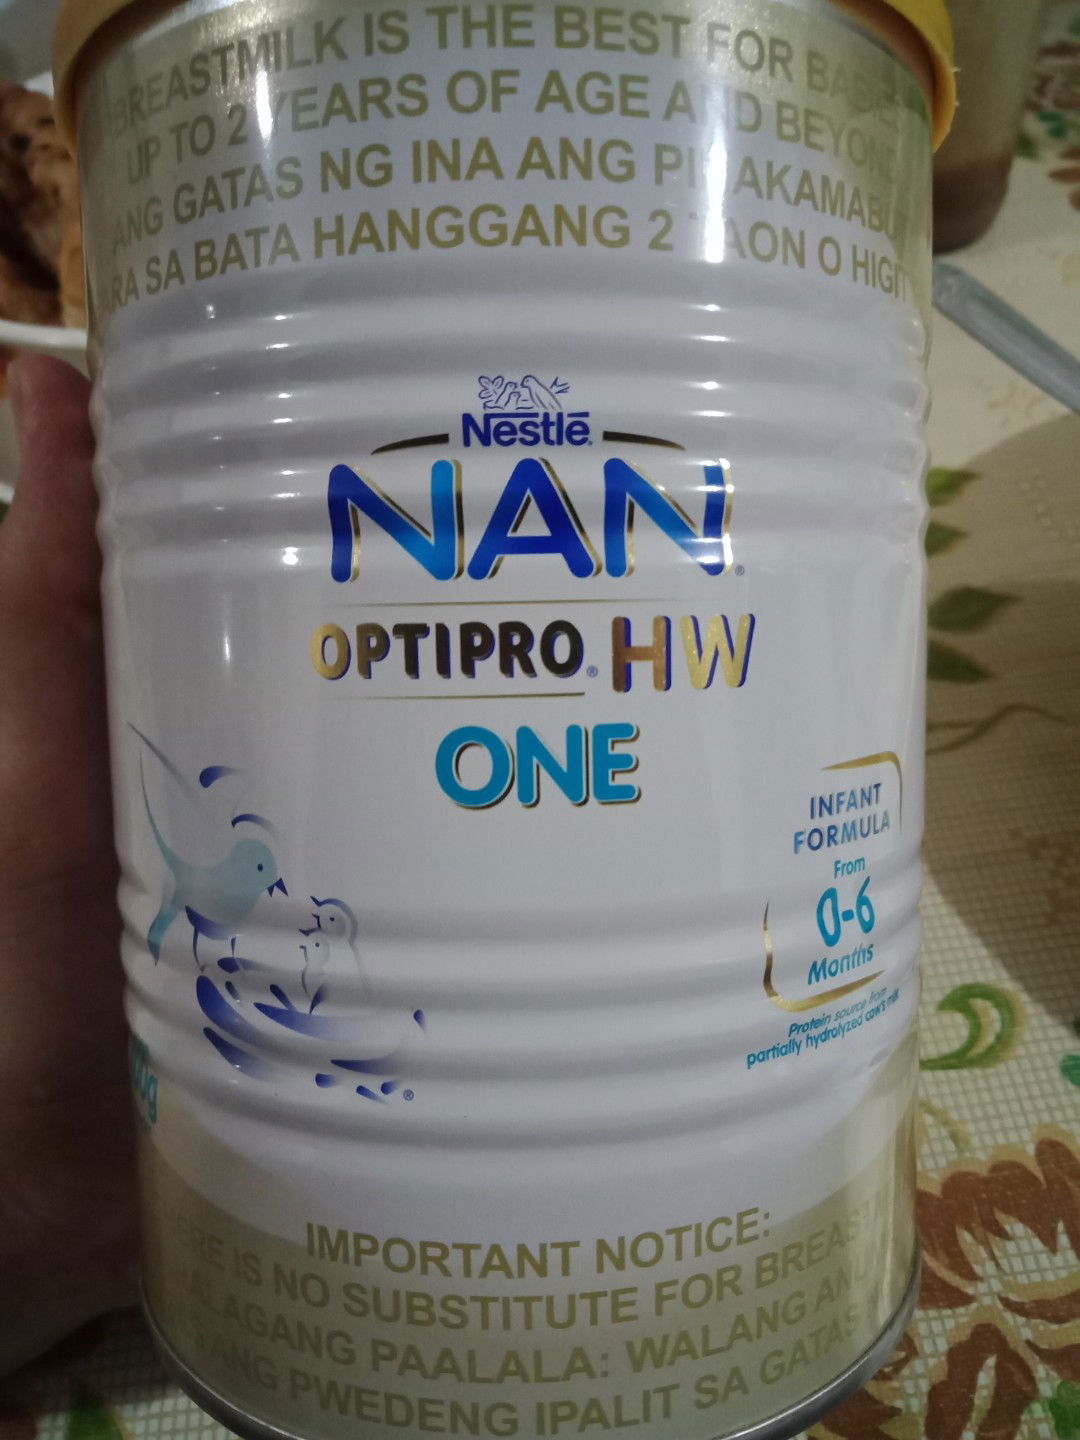 BREASTMILK IS THE BEST FOR BABIES
UP TO 2 YEARS OF AGE AND BEYOND
ANG GATAS NG INA ANG
SA BATA HANGGANG 2 TAON O
Nestlé
NAN
OPTIPRO® HW
ONE
INFANT
FORMULA
From
0-6
Months
Protein source from
partially hydrolyzed cow's milk
IMPORTANT NOTICE:
IS NO SUBSTITUTE FOR
PAALALA: WALANG
PWEDENG IPALIT SA GATAS